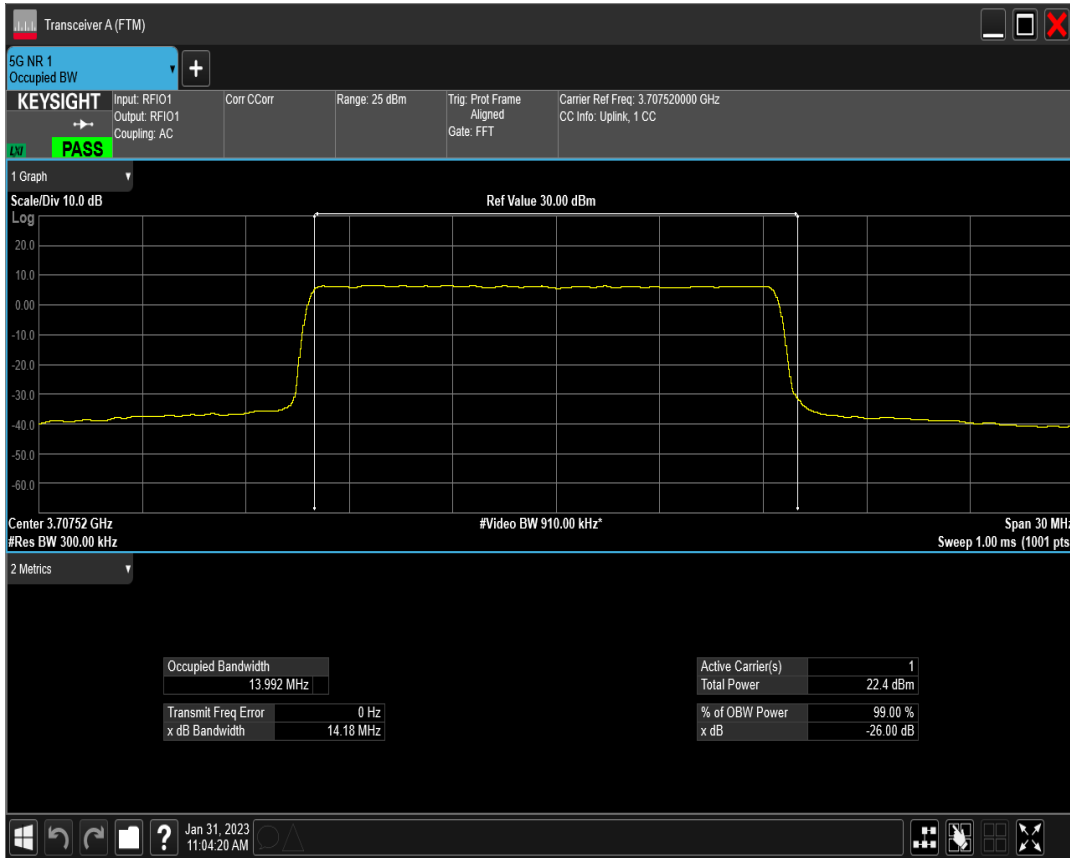 Transceiver A (FTM)
5G NR 1
Occupied BW
+
KEYSIGHT
Input: RFIO1
Output: RFIO1
Coupling: AC
Corr CCorr
Range: 25 dBm
Trig: Prot Frame
Aligned
Gate: FFT
Carrier Ref Freq: 3.707520000 GHz
CC Info: Uplink, 1 CC
LXI
PASS
1 Graph
Scale/Div 10.0 dB
Ref Value 30.00 dBm
Log
20.0
10.0
0.00
-10.0
-20.0
-30.0
-40.0
-50.0
-60.0
Center 3.70752 GHz
#Video BW 910.00 kHz*
Span 30 MHz
#Res BW 300.00 kHz
Sweep 1.00 ms (1001 pts
2 Metrics
Occupied Bandwidth
13.992 MHz
Transmit Freq Error 0 Hz
x dB Bandwidth 14.18 MHz
Active Carrier(s) 1
Total Power 22.4 dBm
% of OBW Power 99.00 %
x dB -26.00 dB
?
Jan 31, 2023
11:04:20 AM